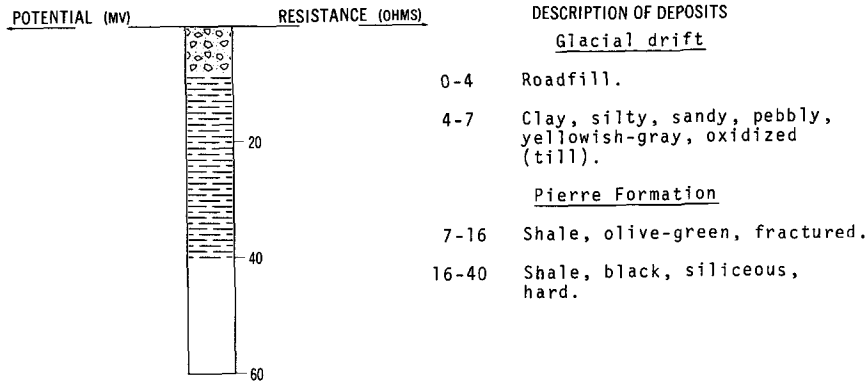 POTENTIAL (MV) RESISTANCE (OHMS) DESCRIPTION OF DEPOSITS
Glacial drift
0-4 Roadfill.
4-7 Clay, silty, sandy, pebbly,
yellowish-gray, oxidized
(till).
20
Pierre Formation
7-16 Shale, olive-green, fractured.
40
16-40 Shale, black, siliceous,
hard.
60